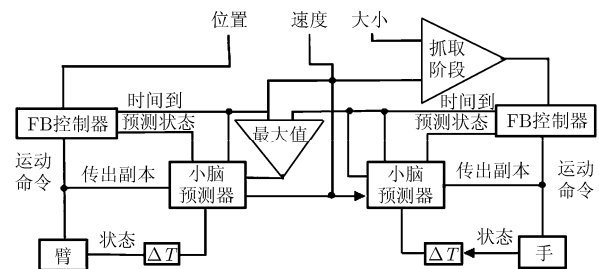 位置
速度
大小
抓取
阶段
时间到
时间到
FB控制器
预测状态
最大值
预测状态
FB控制器
运动
命令
传出副本
小脑
预测器
小脑
预测器
传出副本
运动
命令
臂
状态
ΔT
ΔT
状态
手